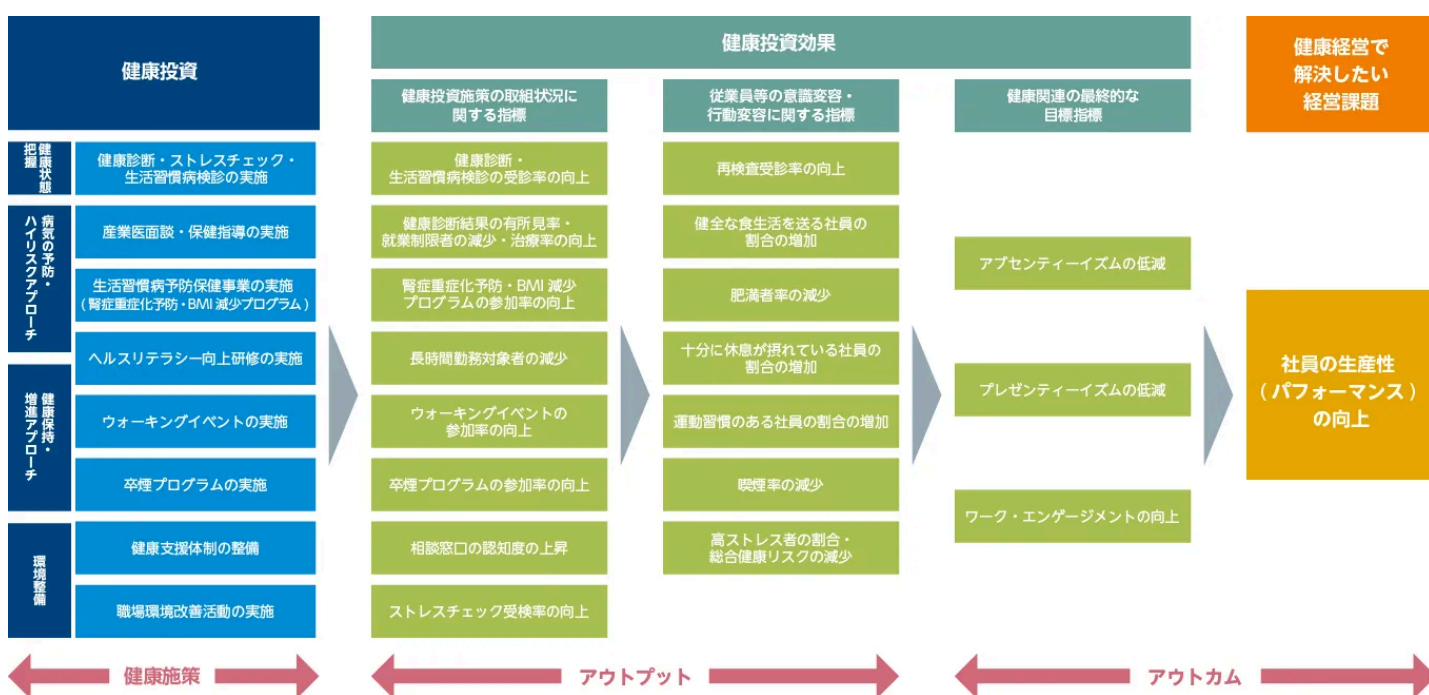 健康投資
健康投資効果
健康経営で
解決したい
経営課題
健康投資施策の取組状況に
関する指標
従業員等の意識変容・
行動変容に関する指標
健康関連の最終的な
目標指標
健康状態
把握
健康診断・ストレスチェック・
生活習慣病検診の実施
病気の予防・
ハイリスクアプローチ
産業医面談・保健指導の実施
生活習慣病予防保健事業の実施
(腎症重症化予防・BMI減少プログラム)
ヘルスリテラシー向上研修の実施
健康保持・
増進アプローチ
ウォーキングイベントの実施
卒煙プログラムの実施
環境整備
健康支援体制の整備
職場環境改善活動の実施
健康診断・
生活習慣病検診の受診率の向上
健康診断結果の有所見率・
就業制限者の減少・治療率の向上
腎症重症化予防・BMI減少
プログラムの参加率の向上
長時間勤務対象者の減少
ウォーキングイベントの
参加率の向上
卒煙プログラムの参加率の向上
相談窓口の認知度の上昇
ストレスチェック受検率の向上
再検査受診率の向上
健全な食生活を送る社員の
割合の増加
肥満者率の減少
十分に休息が摂れている社員の
割合の増加
運動習慣のある社員の割合の増加
喫煙率の減少
高ストレス者の割合・
総合健康リスクの減少
アブセンティーイズムの低減
プレゼンティーイズムの低減
ワーク・エンゲージメントの向上
社員の生産性
(パフォーマンス)
の向上
健康施策
アウトプット
アウトカム